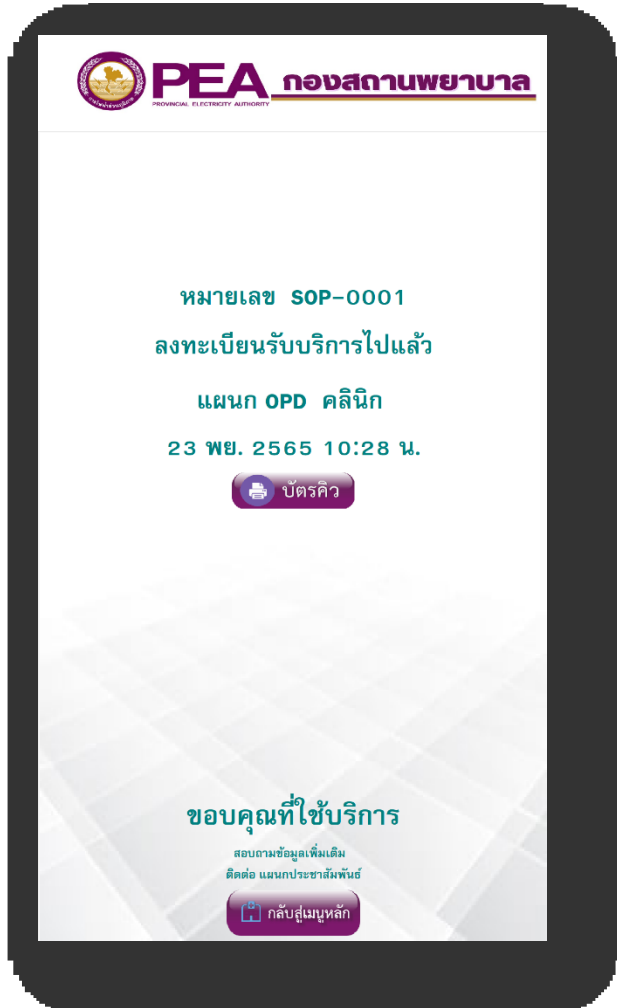 PEA กองสถานพยาบาล
PROVINCIAL ELECTRICITY AUTHORITY
หมายเลข SOP-0001
ลงทะเบียนรับบริการไปแล้ว
แผนก OPD คลินิก
23 พย. 2565 10:28 น.
บัตรคิว
ขอบคุณที่ใช้บริการ
สอบถามข้อมูลเพิ่มเติม
ติดต่อ แผนกประชาสัมพันธ์
กลับสู่เมนูหลัก